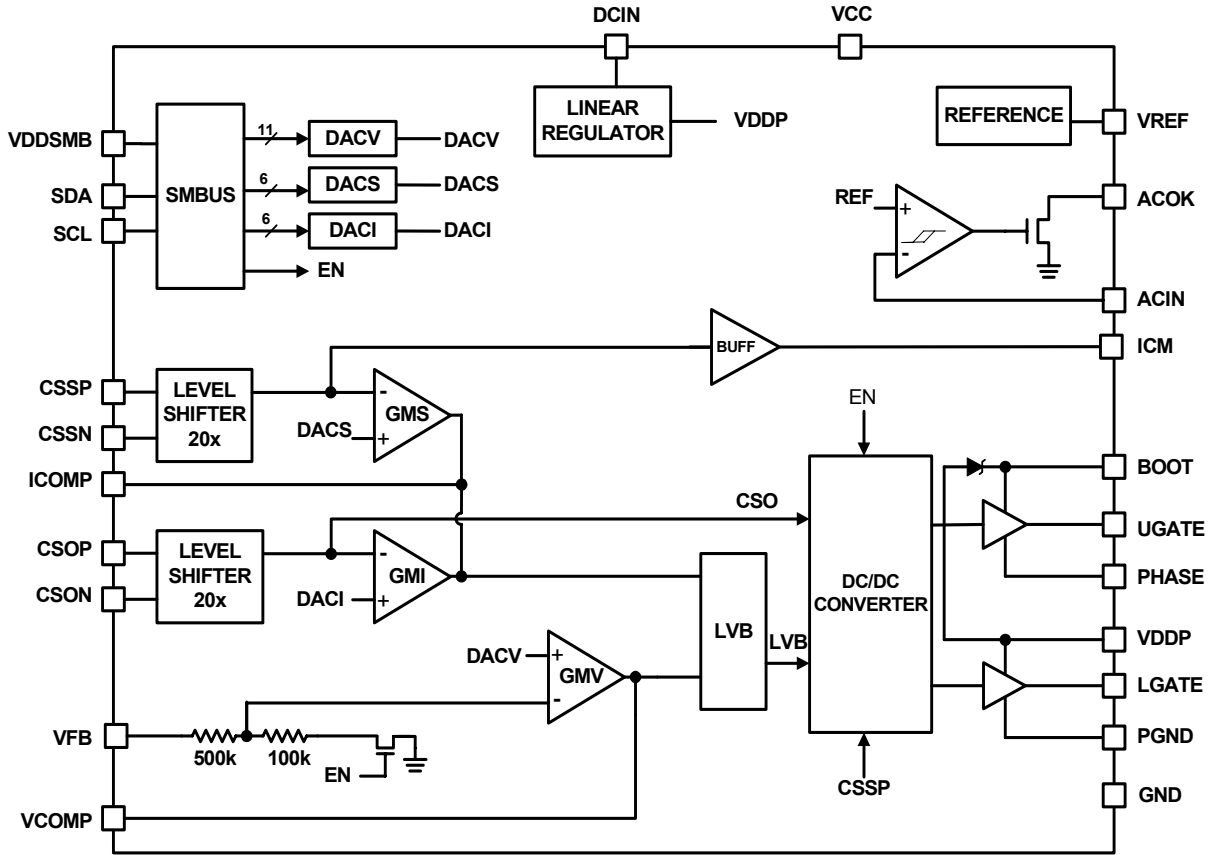 DCIN
VCC
VDDSMB
SDA
SCL
SMBUS
11
DACV
DACV
6
DACS
DACS
6
DACI
DACI
EN
LINEAR
REGULATOR
VDDP
REFERENCE
VREF
REF
+
-
ACOK
ACIN
BUFF
ICM
CSSP
CSSN
LEVEL
SHIFTER
20x
-
GMS
DACS
+
ICOMP
CSOP
CSON
LEVEL
SHIFTER
20x
-
GMI
DACI
+
CSO
EN
DC/DC
CONVERTER
LVB
LVB
CSSP
DACV
+
GMV
-
VFB
500k
100k
EN
VCOMP
BOOT
UGATE
PHASE
VDDP
LGATE
PGND
GND